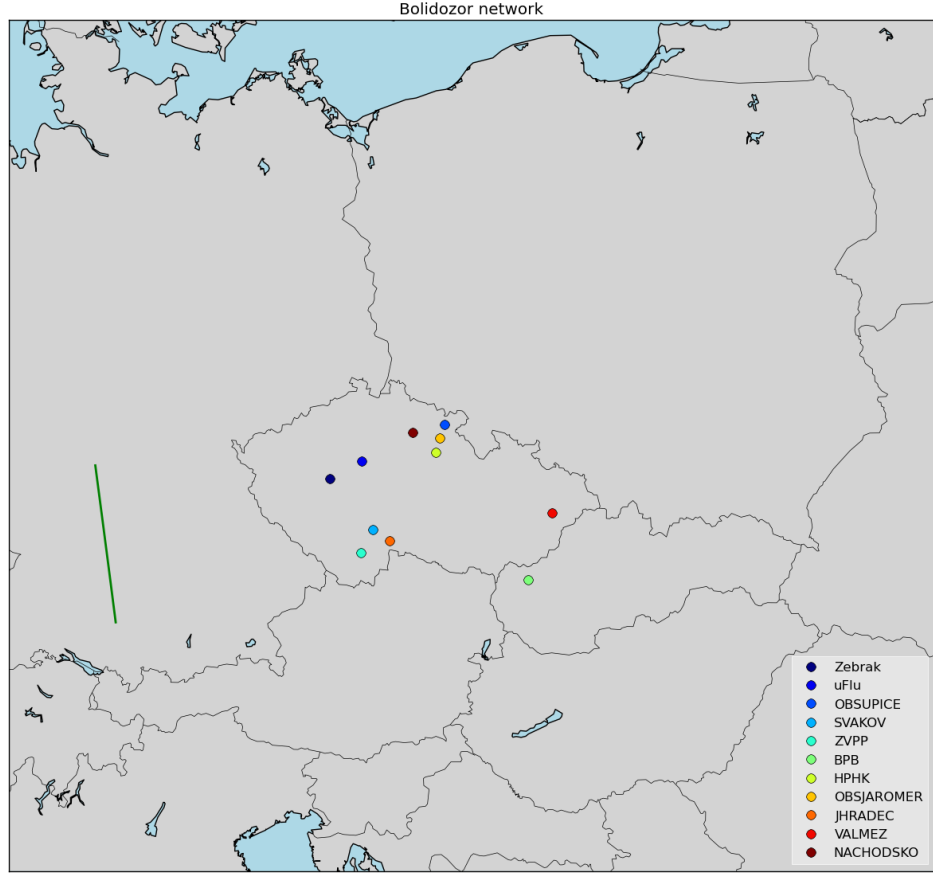 Bolidozor network
Zebrak
uFlu
OBSUPICE
SVAKOV
ZVPP
BPB
HPHK
OBSJAROMER
JHRADEC
VALMEZ
NACHODSKO